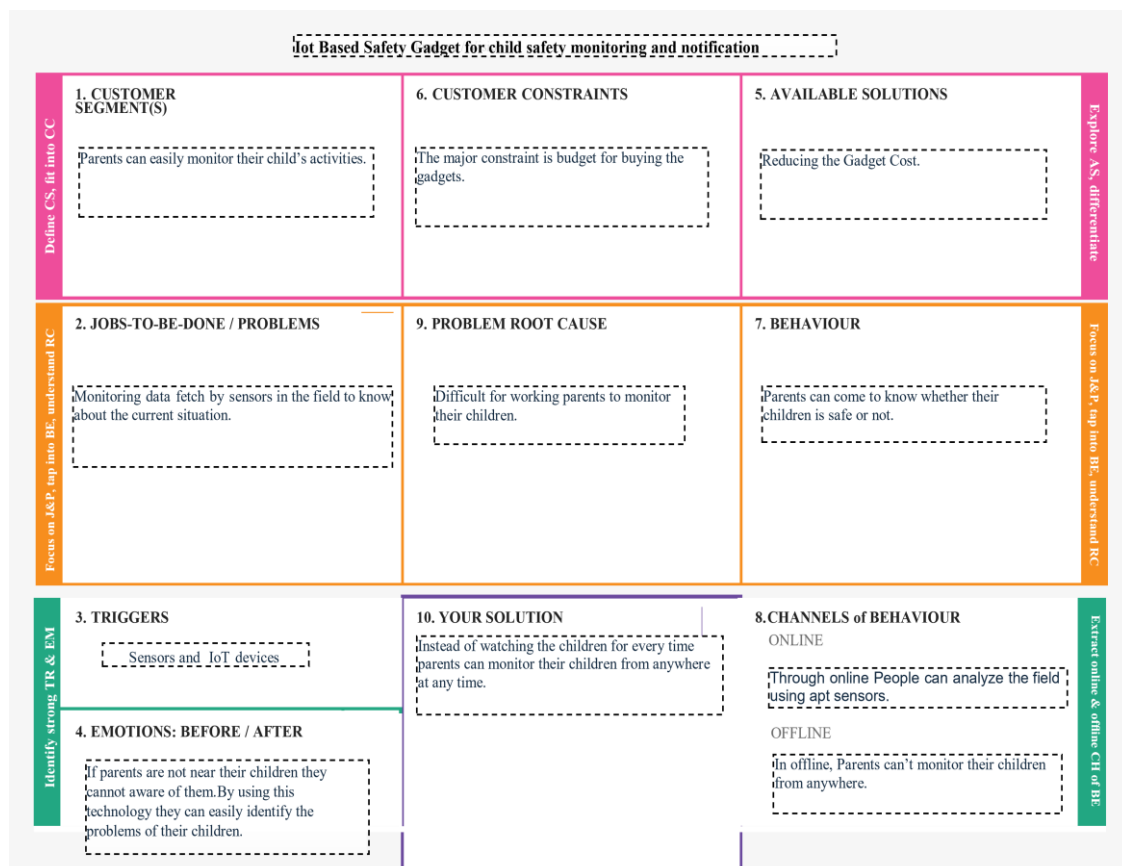 Iot Based Safety Gadget for child safety monitoring and notification
Define CS, fit into CC
1. CUSTOMER
SEGMENT(S)
Parents can easily monitor their child’s activities.
6. CUSTOMER CONSTRAINTS
The major constraint is budget for buying the
gadgets.
5. AVAILABLE SOLUTIONS
Reducing the Gadget Cost.
Explore AS, differentiate
Focus on J&P, tap into BE, understand RC
2. JOBS-TO-BE-DONE / PROBLEMS
Monitoring data fetch by sensors in the field to know
about the current situation.
9. PROBLEM ROOT CAUSE
Difficult for working parents to monitor
their children.
7. BEHAVIOUR
Parents can come to know whether their
children is safe or not.
Focus on J&P, tap into BE, understand RC
Identify strong TR & EM
3. TRIGGERS
Sensors and IoT devices
4. EMOTIONS: BEFORE / AFTER
If parents are not near their children they
cannot aware of them.By using this
technology they can easily identify the
problems of their children.
10. YOUR SOLUTION
Instead of watching the children for every time
parents can monitor their children from anywhere
at any time.
8.CHANNELS of BEHAVIOUR
ONLINE
Through online People can analyze the field
using apt sensors.
OFFLINE
In offline, Parents can’t monitor their children
from anywhere.
Extract online & offline CH of BE